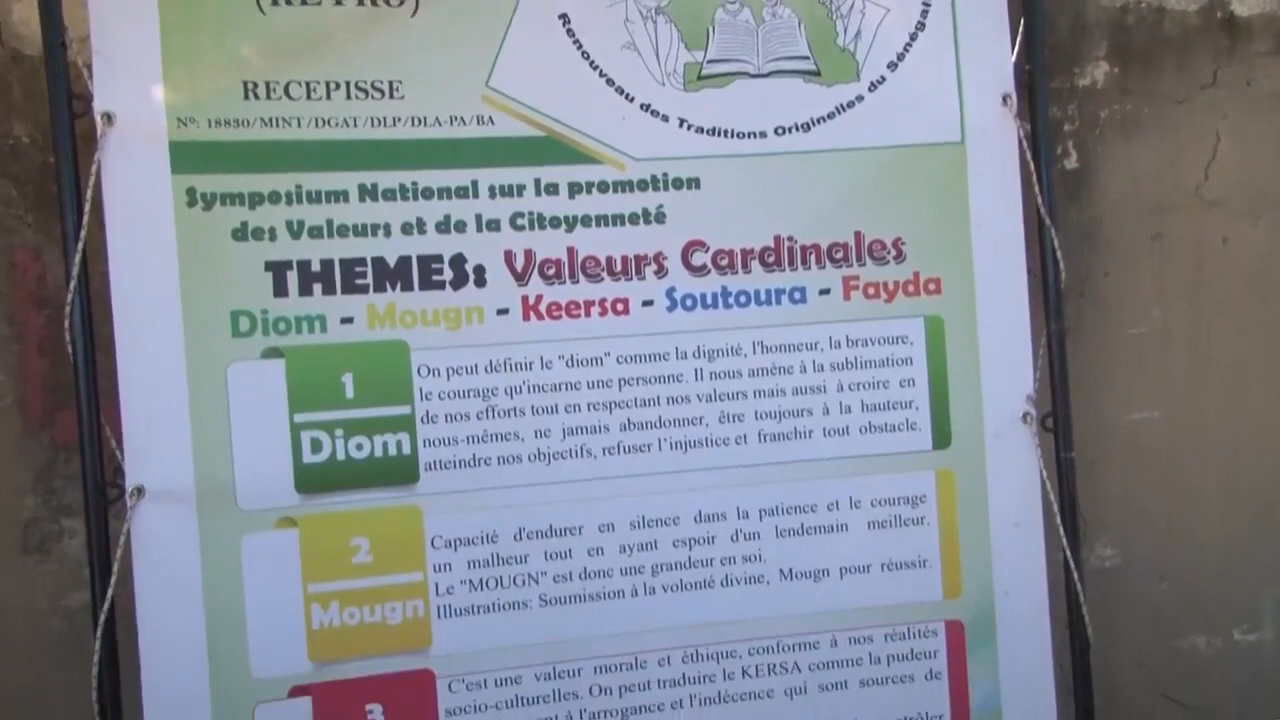 (RETRO)
Renouveau des Traditions Originelles du Sénégal
RECEPISSE
Nº: 18830/MINT/DGAT/DLP/DLA-PA/BA
Symposium National sur la promotion
des Valeurs et de la Citoyenneté
THEMES: Valeurs Cardinales
Diom - Mougn - Keersa - Soutoura - Fayda
1
Diom
On peut définir le "diom" comme la dignité, l'honneur, la bravoure,
le courage qu'incarne une personne. Il nous amène à la sublimation
de nos efforts tout en respectant nos valeurs mais aussi à croire en
nous-mêmes, ne jamais abandonner, être toujours à la hauteur,
atteindre nos objectifs, refuser l'injustice et franchir tout obstacle.
2
Mougn
Capacité d'endurer en silence dans la patience et le courage
un malheur tout en ayant espoir d'un lendemain meilleur.
Le "MOUGN" est donc une grandeur en soi.
Illustrations: Soumission à la volonté divine, Mougn pour réussir.
3
C'est une valeur morale et éthique, conforme à nos réalités
socio-culturelles. On peut traduire le KERSA comme la pudeur
à l'arrogance et l'indécence qui sont sources de